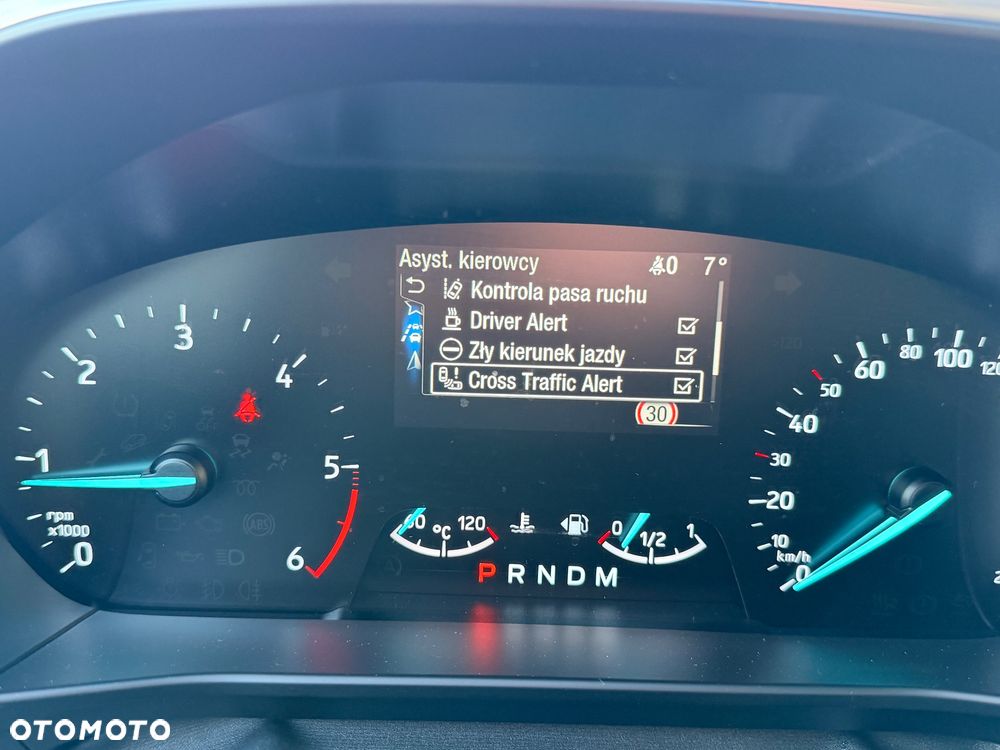 Asyst. kierowcy 0 7°
Kontrola pasa ruchu
Driver Alert
Zły kierunek jazdy
Cross Traffic Alert
30
0
1
2
3
4
5
6
rpm
x1000
120
°C
0 1/2 1
P R N D M
0
10
20
30
40
50
60
80
100
km/h
ABS
OTOMOTO